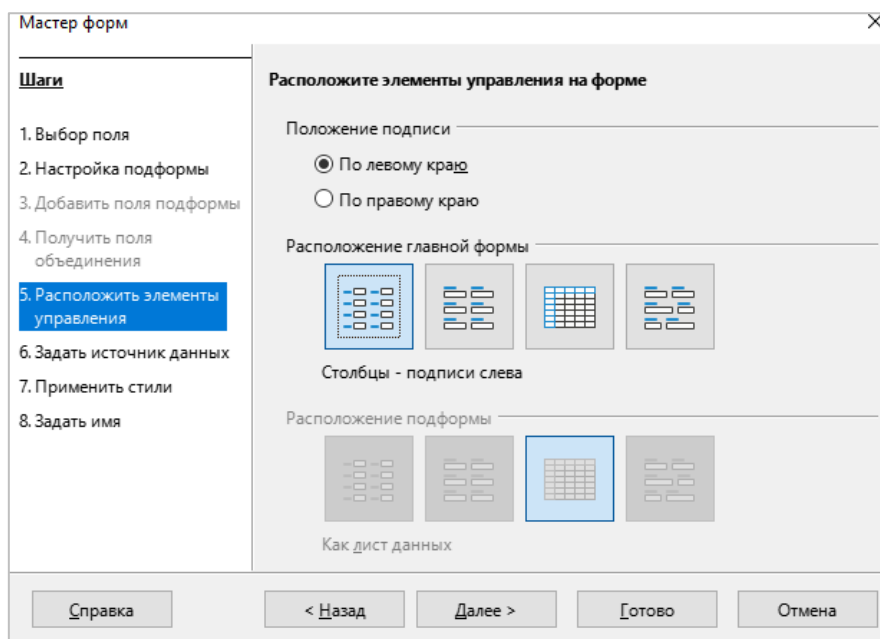 Мастер форм
Шаги
1. Выбор поля
2. Настройка подформы
3. Добавить поля подформы
4. Получить поля
объединения
5. Расположить элементы
управления
6. Задать источник данных
7. Применить стили
8. Задать имя
Расположите элементы управления на форме
Положение подписи
По левому краю
По правому краю
Расположение главной формы
Столбцы - подписи слева
Расположение подформы
Как лист данных
Справка
< Назад
Далее >
Готово
Отмена